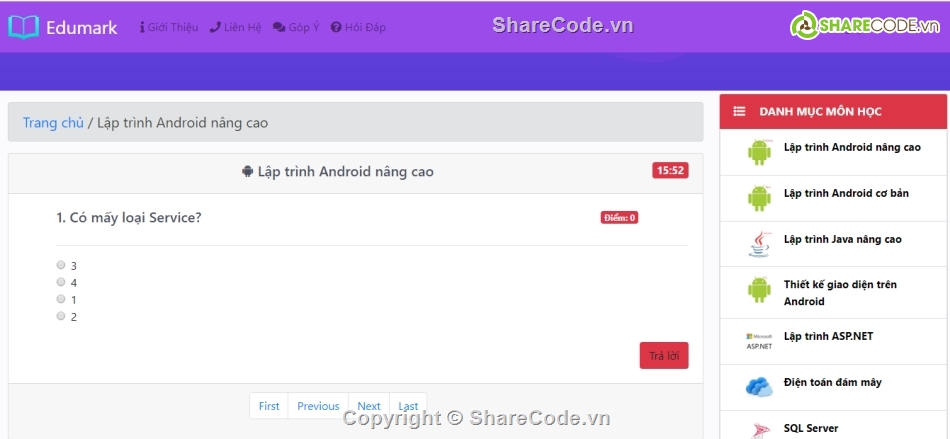 Edumark
Giới Thiệu
Liên Hệ
Góp Ý
Hỏi Đáp
ShareCode.vn
SHARECODE.VN
Trang chủ / Lập trình Android nâng cao
DANH MỤC MÔN HỌC
Lập trình Android nâng cao
15:52
Lập trình Android nâng cao
Lập trình Android cơ bản
1. Có mấy loại Service?
Điểm: 0
Lập trình Java nâng cao
3
4
1
2
Thiết kế giao diện trên
Android
Microsoft
ASP.NET
Lập trình ASP.NET
Trả lời
Điện toán đám mây
First
Previous
Next
Last
Copyright © ShareCode.vn
SQL Server